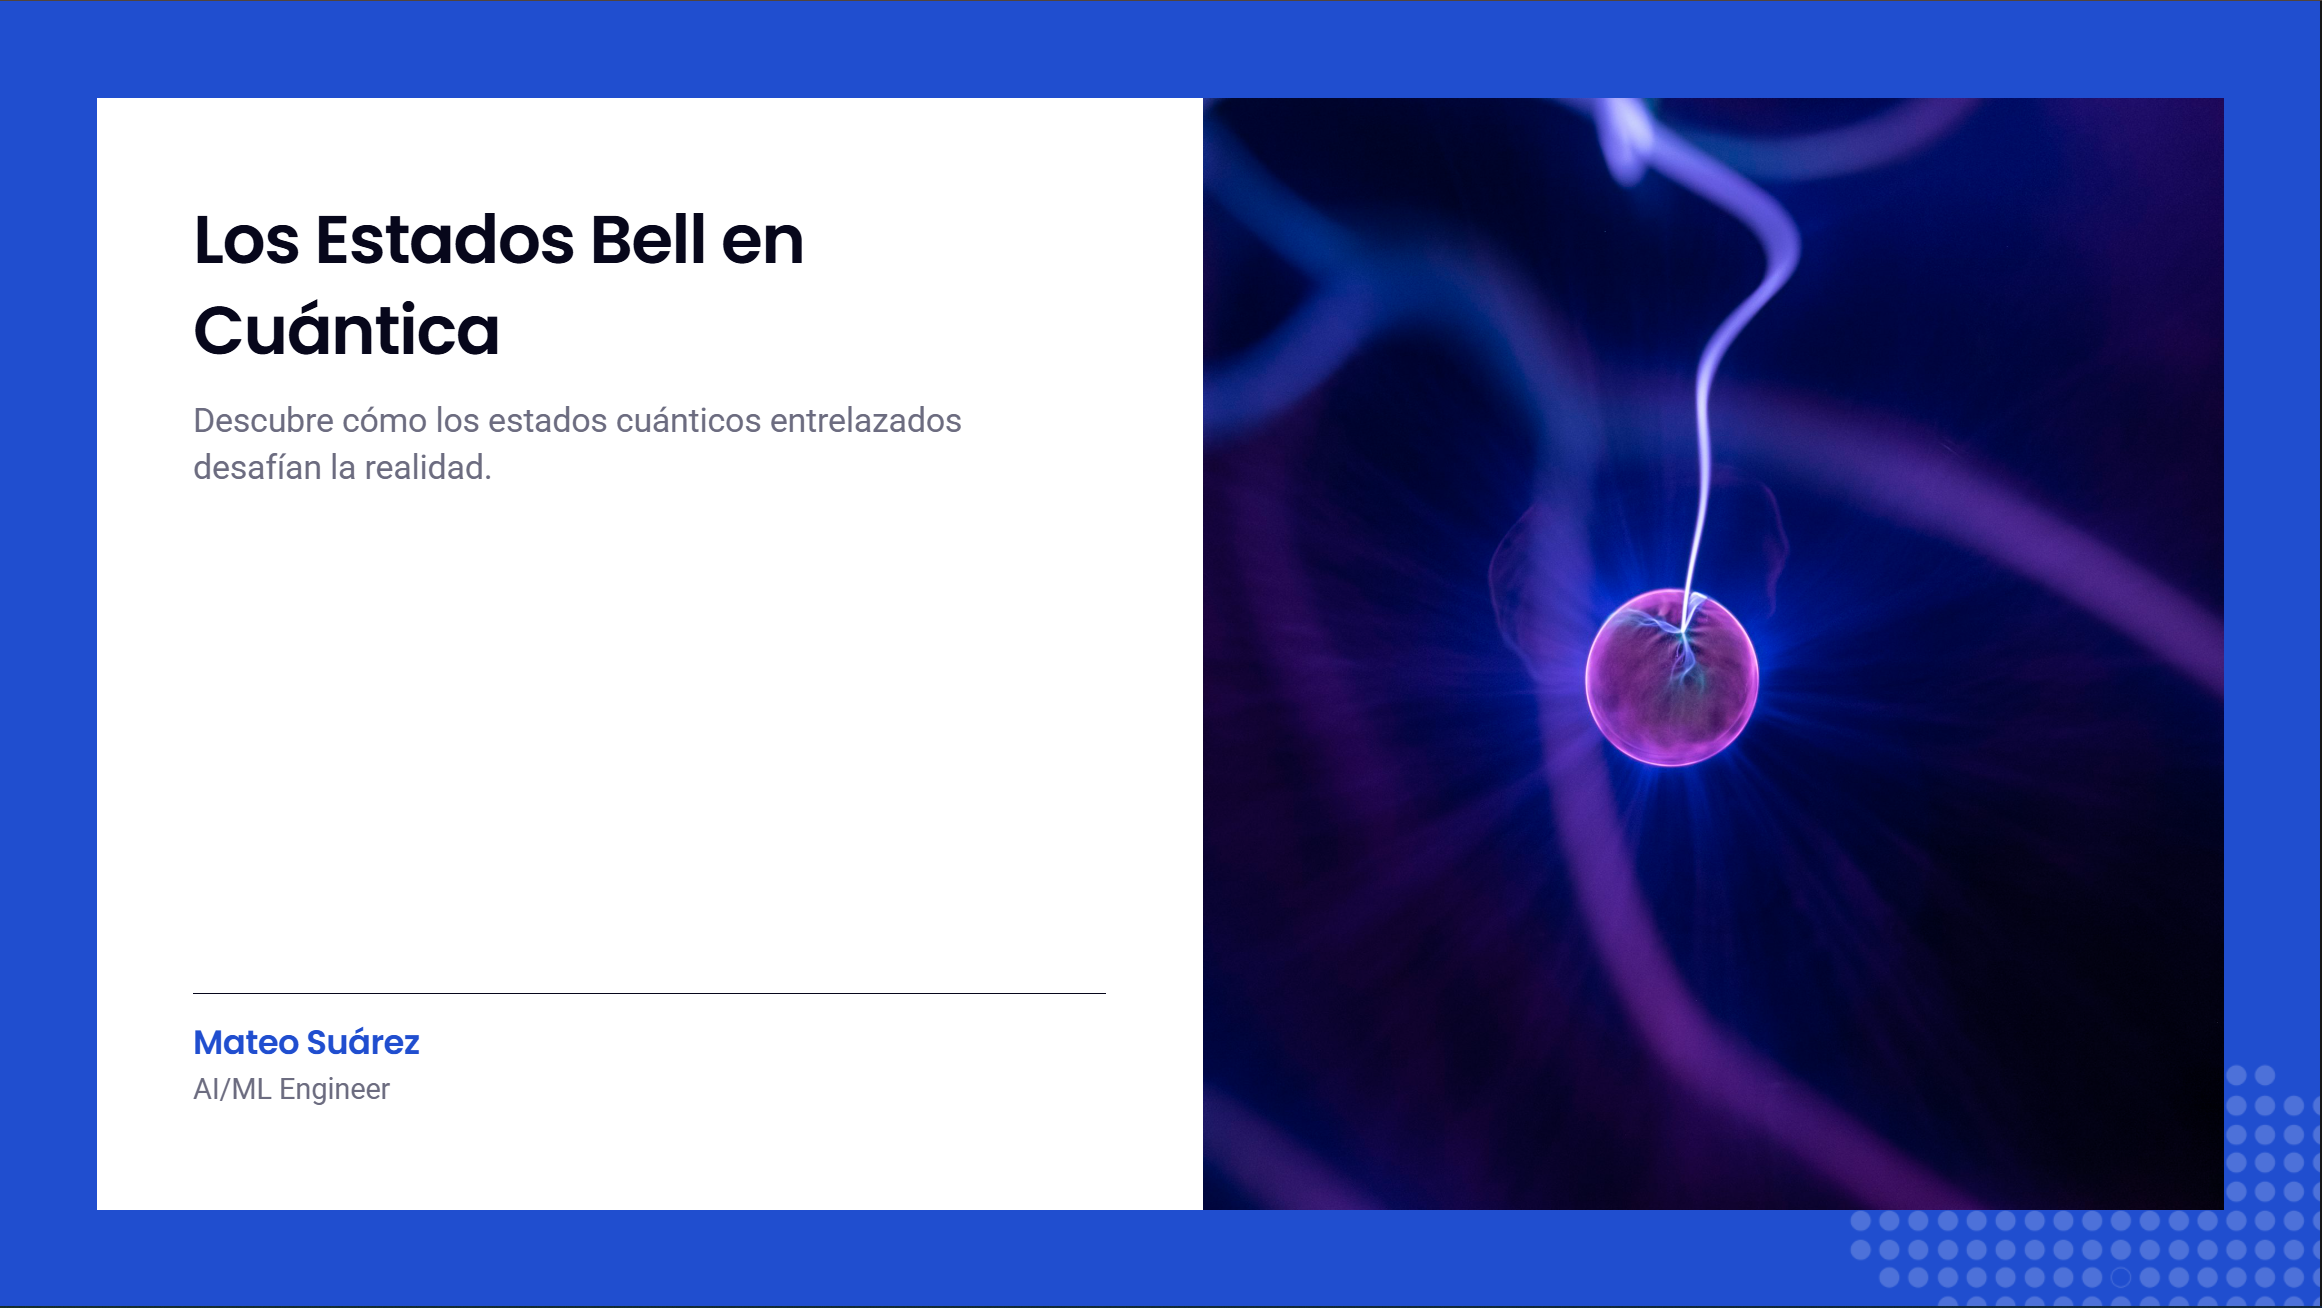 Los Estados Bell en
Cuántica
Descubre cómo los estados cuánticos entrelazados
desafían la realidad.
Mateo Suárez
AI/ML Engineer